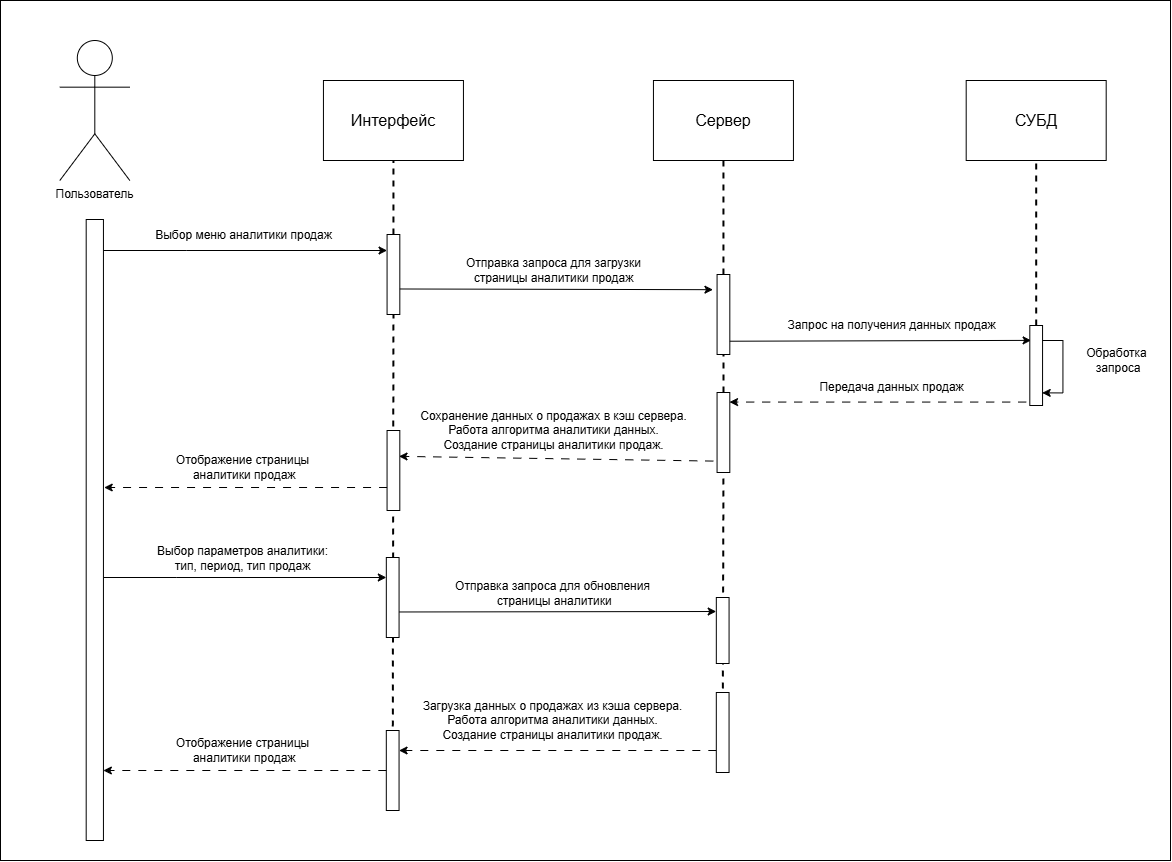 Интерфейс
Сервер
СУБД
Пользователь
Выбор меню аналитики продаж
Отправка запроса для загрузки
страницы аналитики продаж
Запрос на получения данных продаж
Обработка
запроса
Передача данных продаж
Сохранение данных о продажах в кэш сервера.
Работа алгоритма аналитики данных.
Создание страницы аналитики продаж.
Отображение страницы
аналитики продаж
Выбор параметров аналитики:
тип, период, тип продаж
Отправка запроса для обновления
страницы аналитики
Загрузка данных о продажах из кэша сервера.
Работа алгоритма аналитики данных.
Создание страницы аналитики продаж.
Отображение страницы
аналитики продаж